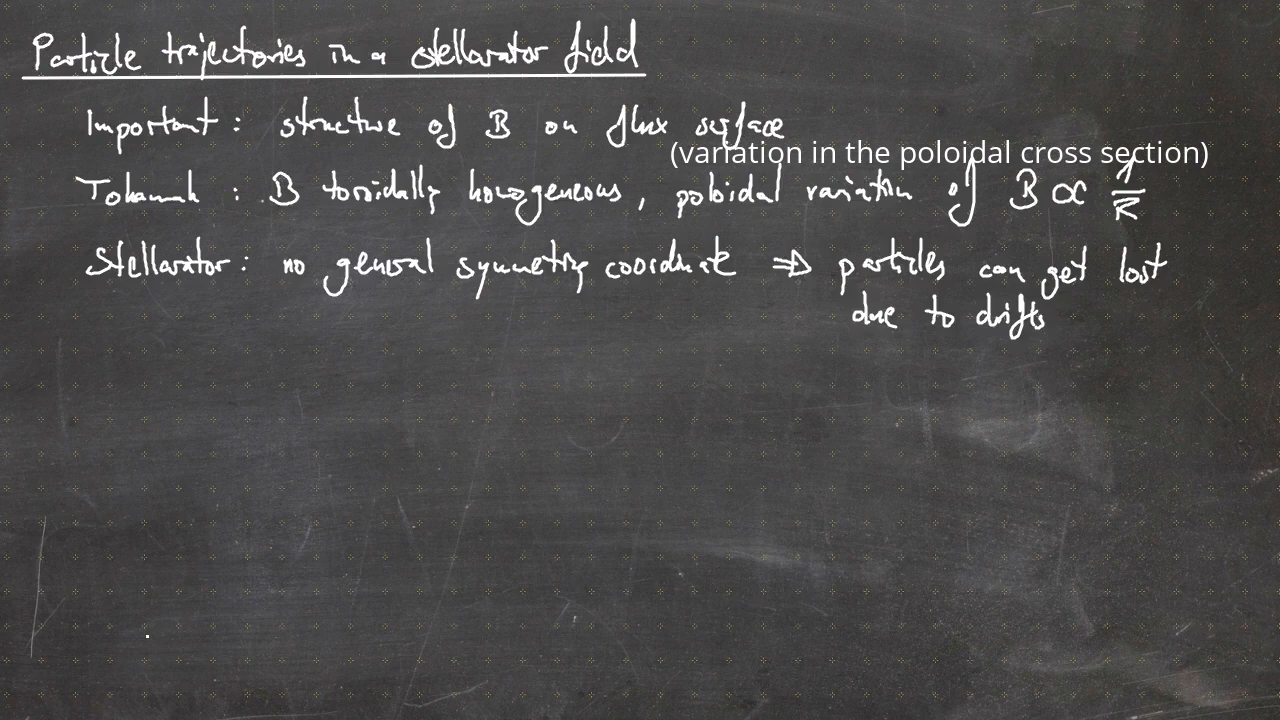 Particle trajectories in a stellarator field
Important: structure of B on flux surface
(variation in the poloidal cross section)
Tokamak: B toroidally homogeneous, poloidal variation of B ∝ 1/R
Stellarator: no general symmetry coordinate ⇒ particles can get lost
due to drifts